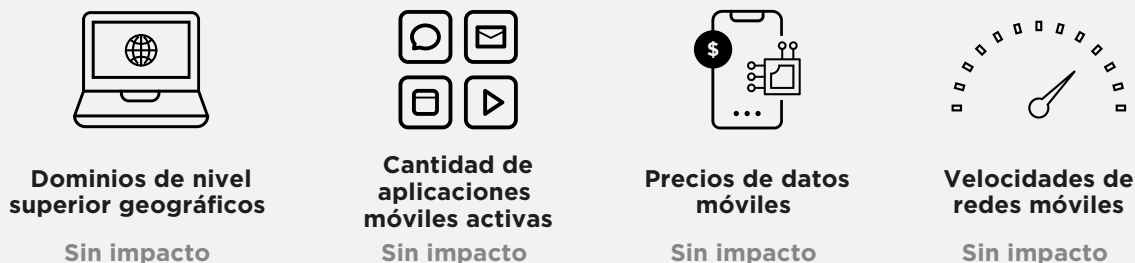 $
Dominios de nivel
superior geográficos
Sin impacto
Cantidad de
aplicaciones
móviles activas
Sin impacto
Precios de datos
móviles
Sin impacto
Velocidades de
redes móviles
Sin impacto